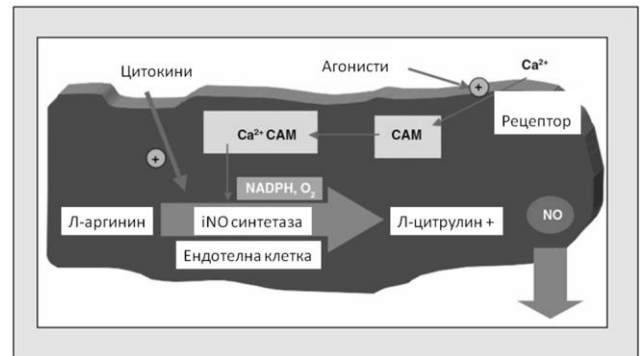 Цитокини
Агонисти
Ca²⁺
Рецептор
Ca²⁺ CAM
CAM
NADPH, O₂
Л-аргинин
iNO синтетаза
Л-цитрулин +
NO
Ендотелна клетка
+
+